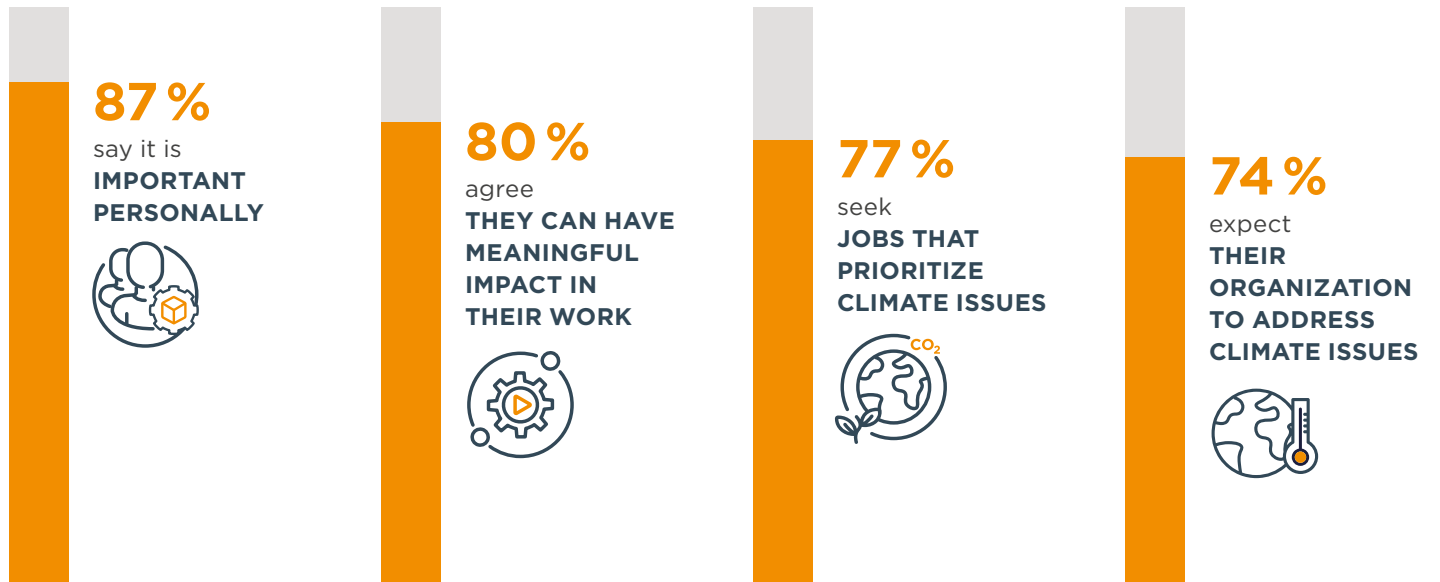 87 %
say it is
IMPORTANT
PERSONALLY
80 %
agree
THEY CAN HAVE
MEANINGFUL
IMPACT IN
THEIR WORK
77 %
seek
JOBS THAT
PRIORITIZE
CLIMATE ISSUES
CO₂
74 %
expect
THEIR
ORGANIZATION
TO ADDRESS
CLIMATE ISSUES